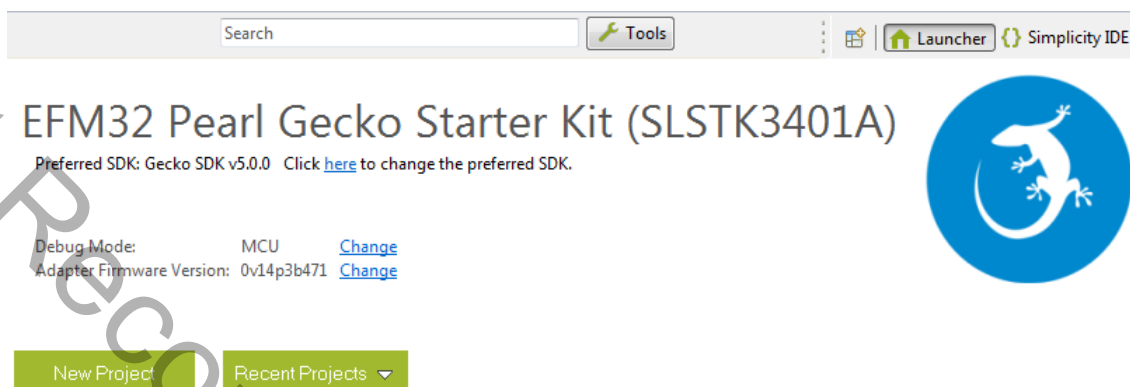 Search
Tools
Launcher
Simplicity IDE
EFM32 Pearl Gecko Starter Kit (SLSTK3401A)
Preferred SDK: Gecko SDK v5.0.0 Click here to change the preferred SDK.
Debug Mode: MCU Change
Adapter Firmware Version: 0v14p3b471 Change
New Project
Recent Projects